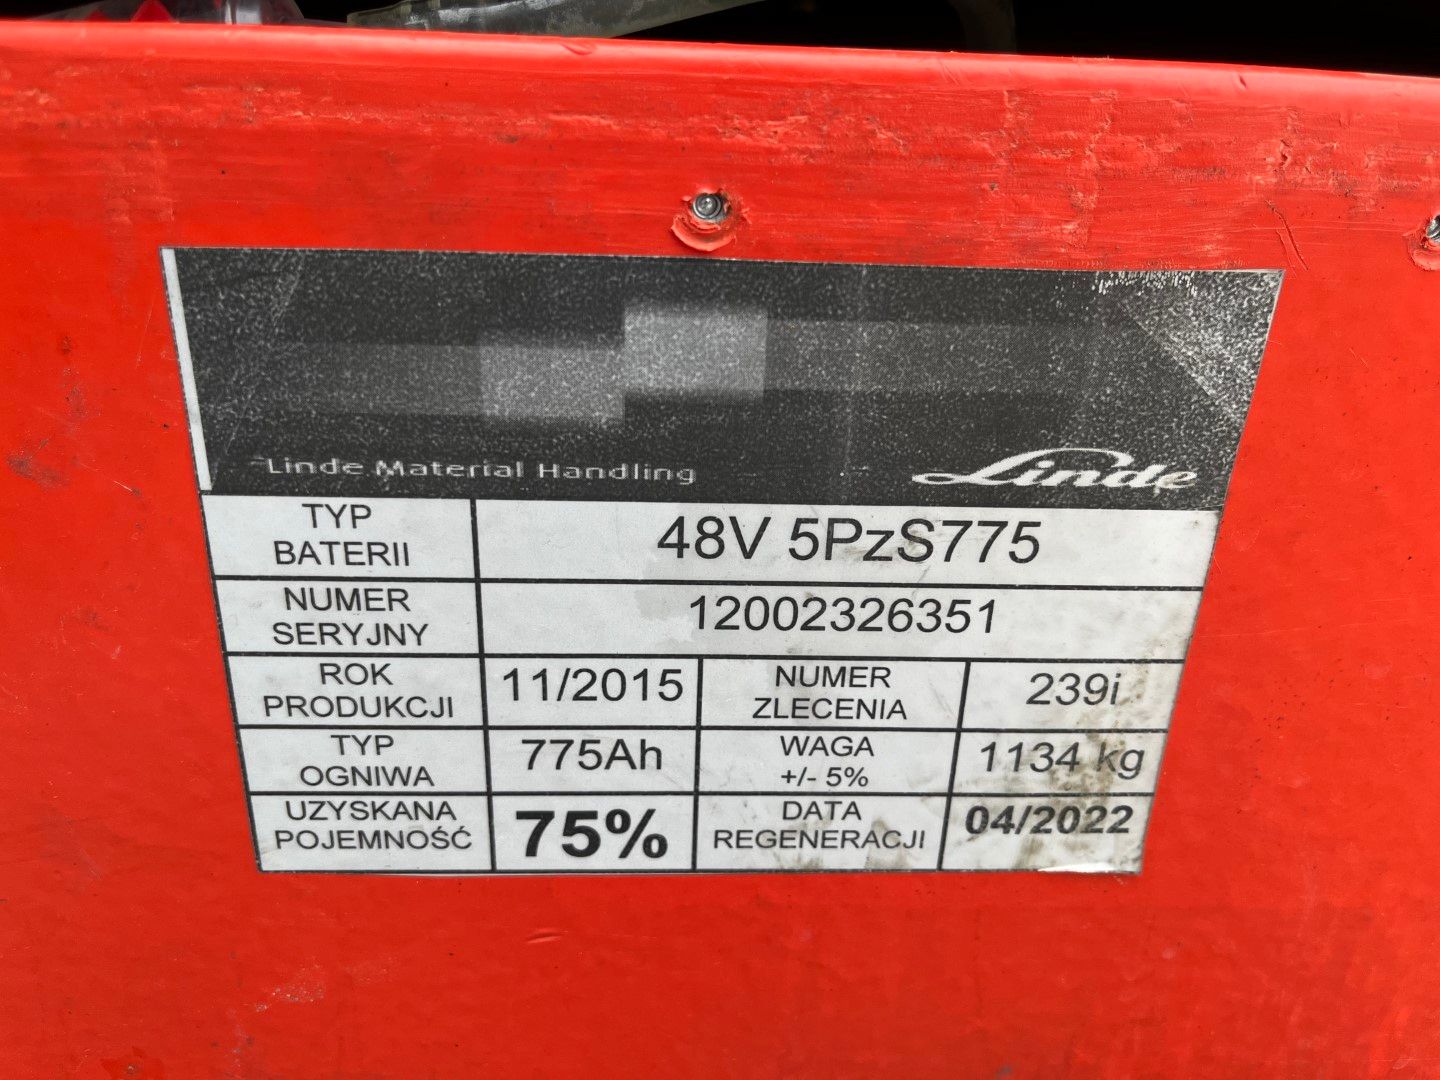 Linde Material Handling
Linde
TYP
BATERII
48V 5PzS775
NUMER
SERYJNY
12002326351
ROK
PRODUKCJI
11/2015
NUMER
ZLECENIA
239i
TYP
OGNIWA
775Ah
WAGA
+/- 5%
1134 kg
UZYSKANA
POJEMNOŚĆ
75%
DATA
REGENERACJI
04/2022